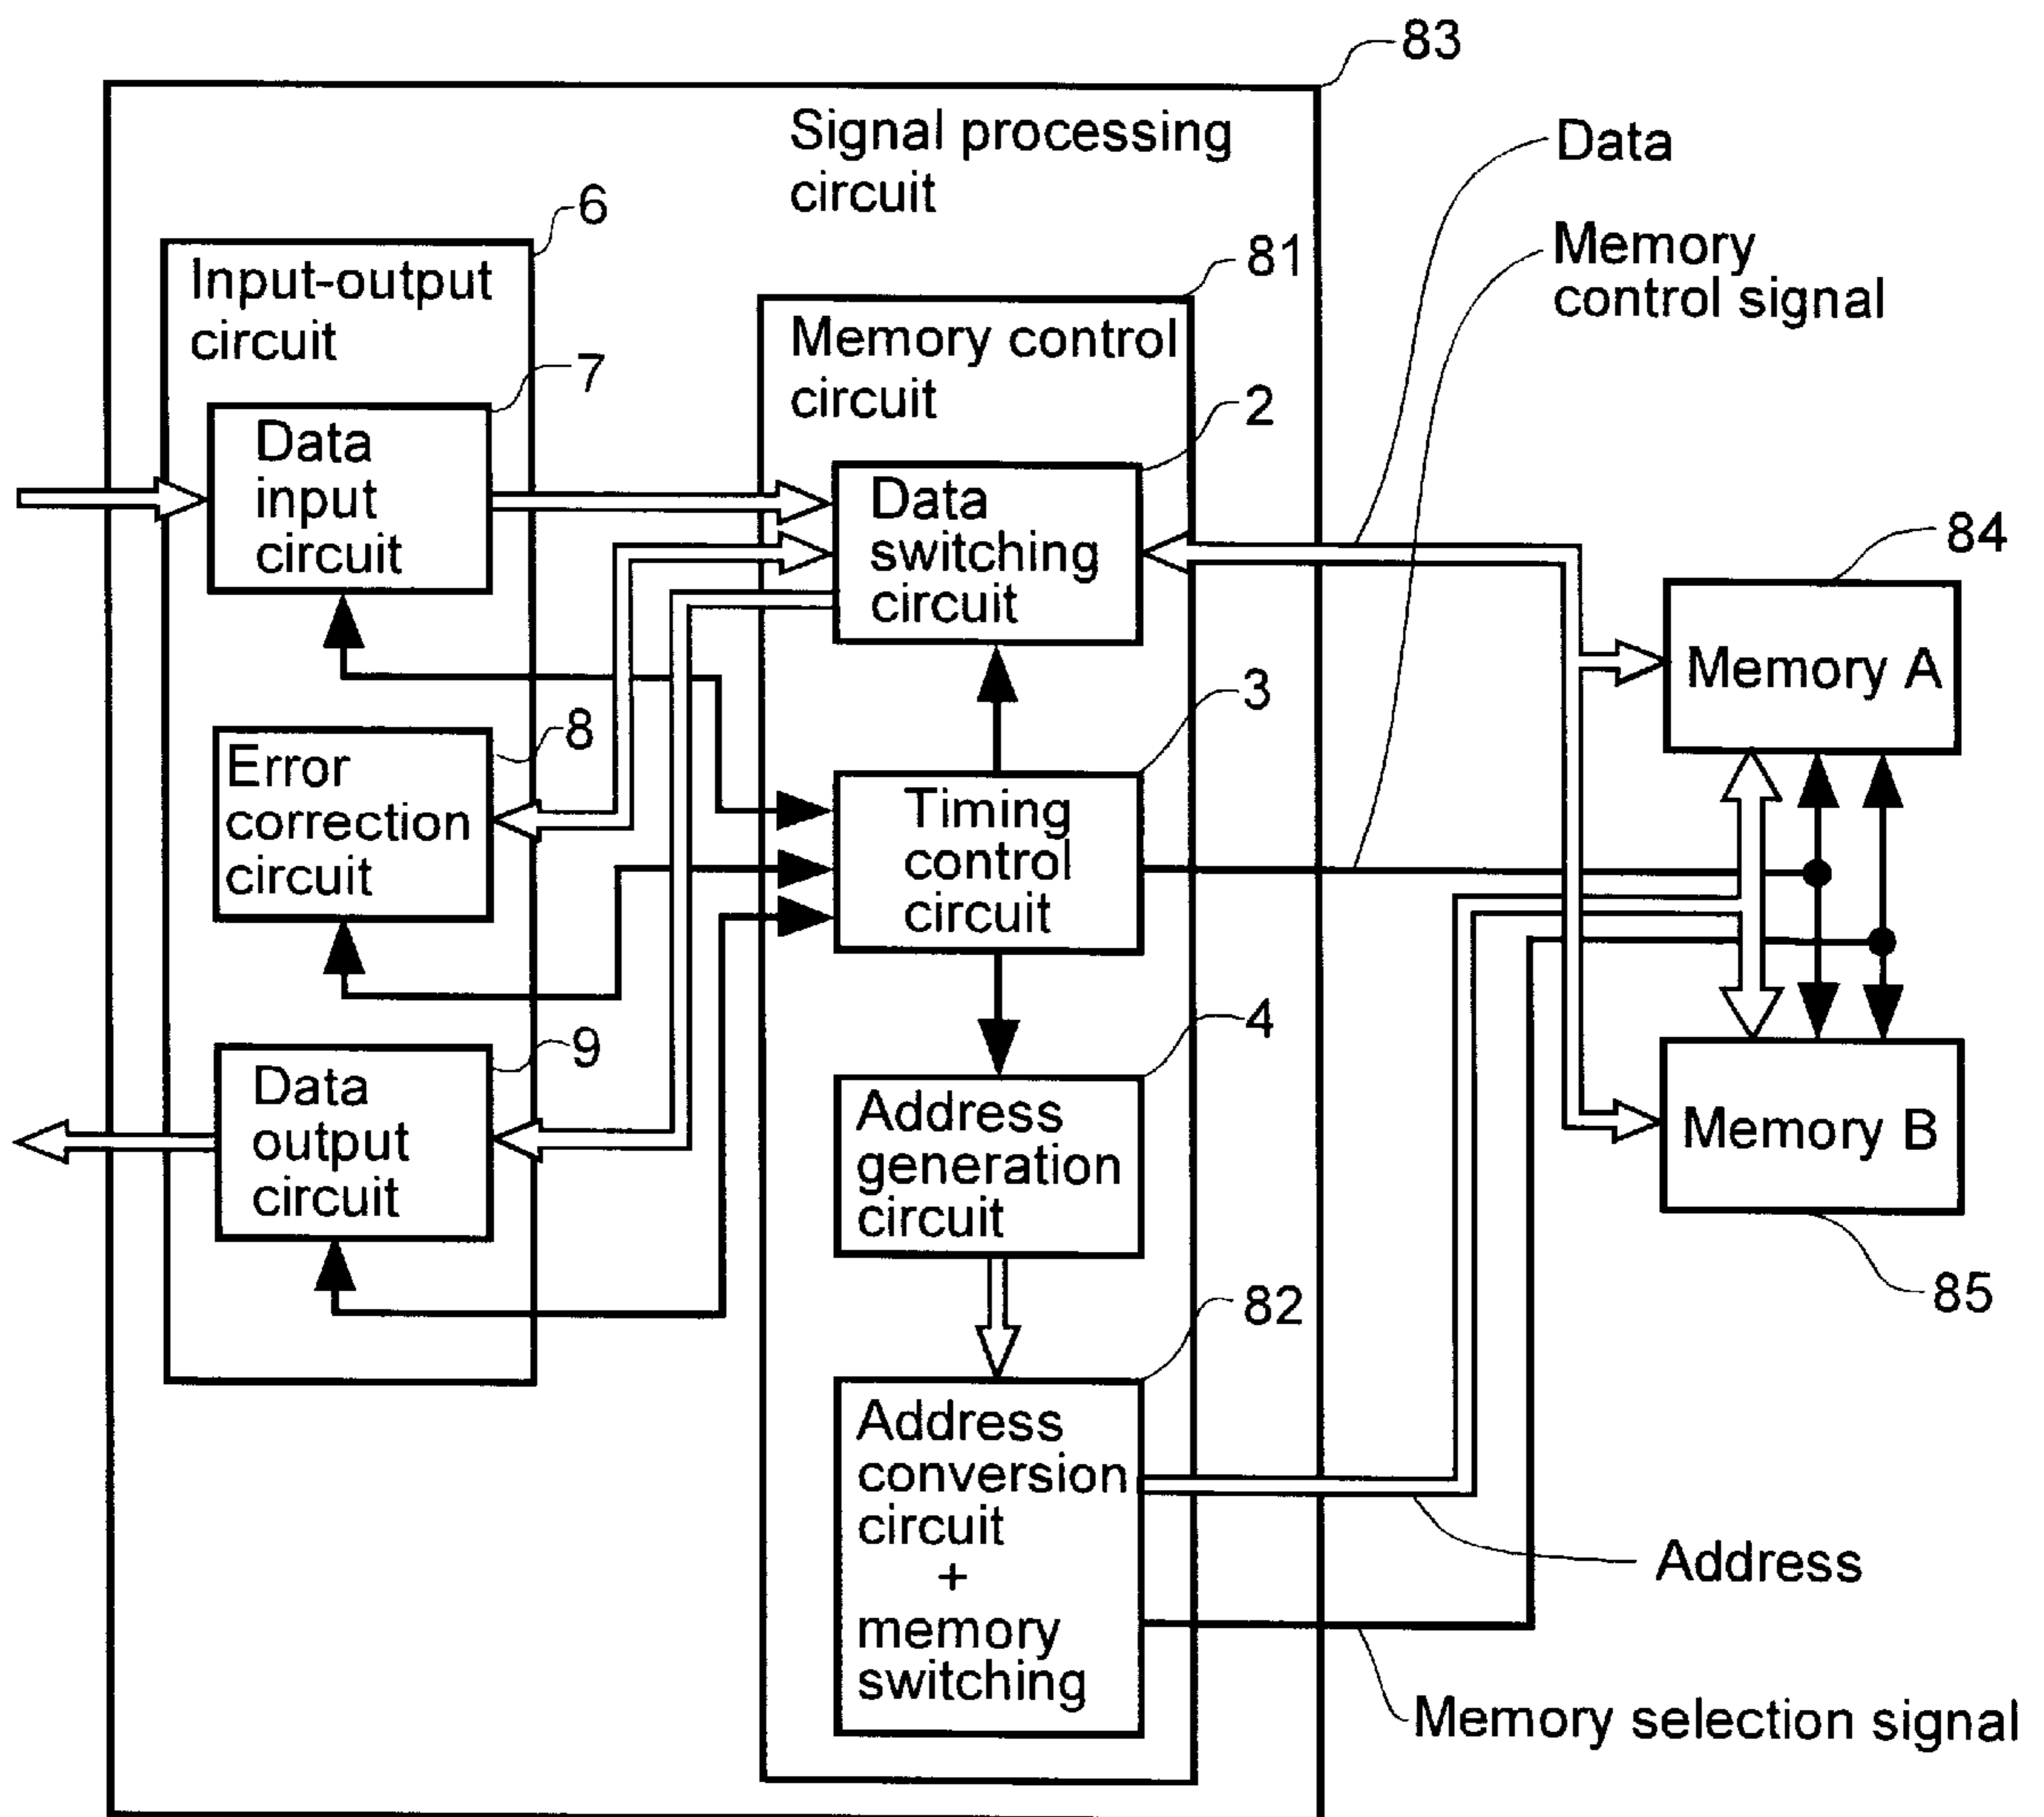 83
Signal processing
circuit
Data
Memory
control signal
6
Input-output
circuit
81
Memory control
circuit
7
Data
input
circuit
2
Data
switching
circuit
84
Memory A
8
Error
correction
circuit
3
Timing
control
circuit
9
Data
output
circuit
4
Address
generation
circuit
Memory B
85
82
Address
conversion
circuit
+
memory
switching
Address
Memory selection signal